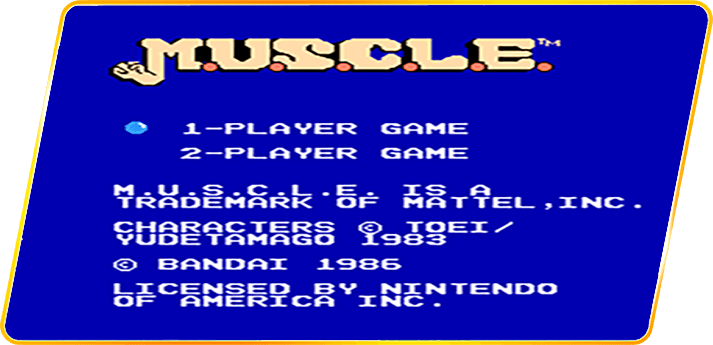 M.U.S.C.L.E.™
1-PLAYER GAME
2-PLAYER GAME
M.U.S.C.L.E. IS A
TRADEMARK OF MATTEL,INC.
CHARACTERS © TOEI/
YUDETAMAGO 1983
© BANDAI 1986
LICENSED BY NINTENDO
OF AMERICA INC.